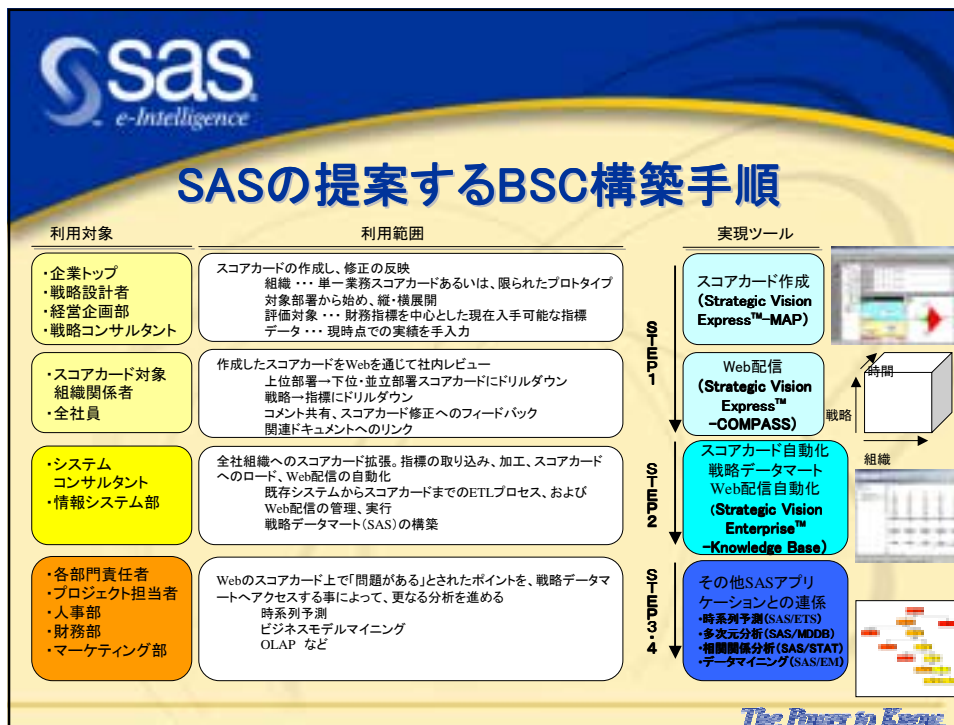 sas
e-Intelligence
SASの提案するBSC構築手順
利用対象
利用範囲
実現ツール
・企業トップ
・戦略設計者
・経営企画部
・戦略コンサルタント
スコアカードの作成し、修正の反映
組織 ・・・ 単一業務スコアカードあるいは、限られたプロトタイプ
対象部署から始め、縦・横展開
評価対象 ・・・ 財務指標を中心とした現在入手可能な指標
データ ・・・ 現時点での実績を手入力
STEP1
スコアカード作成
(Strategic Vision
Express™-MAP)
・スコアカード対象
組織関係者
・全社員
作成したスコアカードをWebを通じて社内レビュー
上位部署→下位・並立部署スコアカードにドリルダウン
戦略→指標にドリルダウン
コメント共有、スコアカード修正へのフィードバック
関連ドキュメントへのリンク
Web配信
(Strategic Vision
Express™
-COMPASS)
時間
戦略
組織
・システム
コンサルタント
・情報システム部
全社組織へのスコアカード拡張。指標の取り込み、加工、スコアカード
へのロード、Web配信の自動化
既存システムからスコアカードまでのETLプロセス、および
Web配信の管理、実行
戦略データマート(SAS)の構築
STEP2
スコアカード自動化
戦略データマート
Web配信自動化
(Strategic Vision
Enterprise™
-Knowledge Base)
・各部門責任者
・プロジェクト担当者
・人事部
・財務部
・マーケティング部
Webのスコアカード上で「問題がある」とされたポイントを、戦略データマ
ートへアクセスする事によって、更なる分析を進める
時系列予測
ビジネスモデルマイニング
OLAP など
STEP3・4
その他SASアプリ
ケーションとの連係
・時系列予測(SAS/ETS)
・多次元分析(SAS/MDDB)
・相関関係分析(SAS/STAT)
・データマイニング(SAS/EM)
The Power to Know